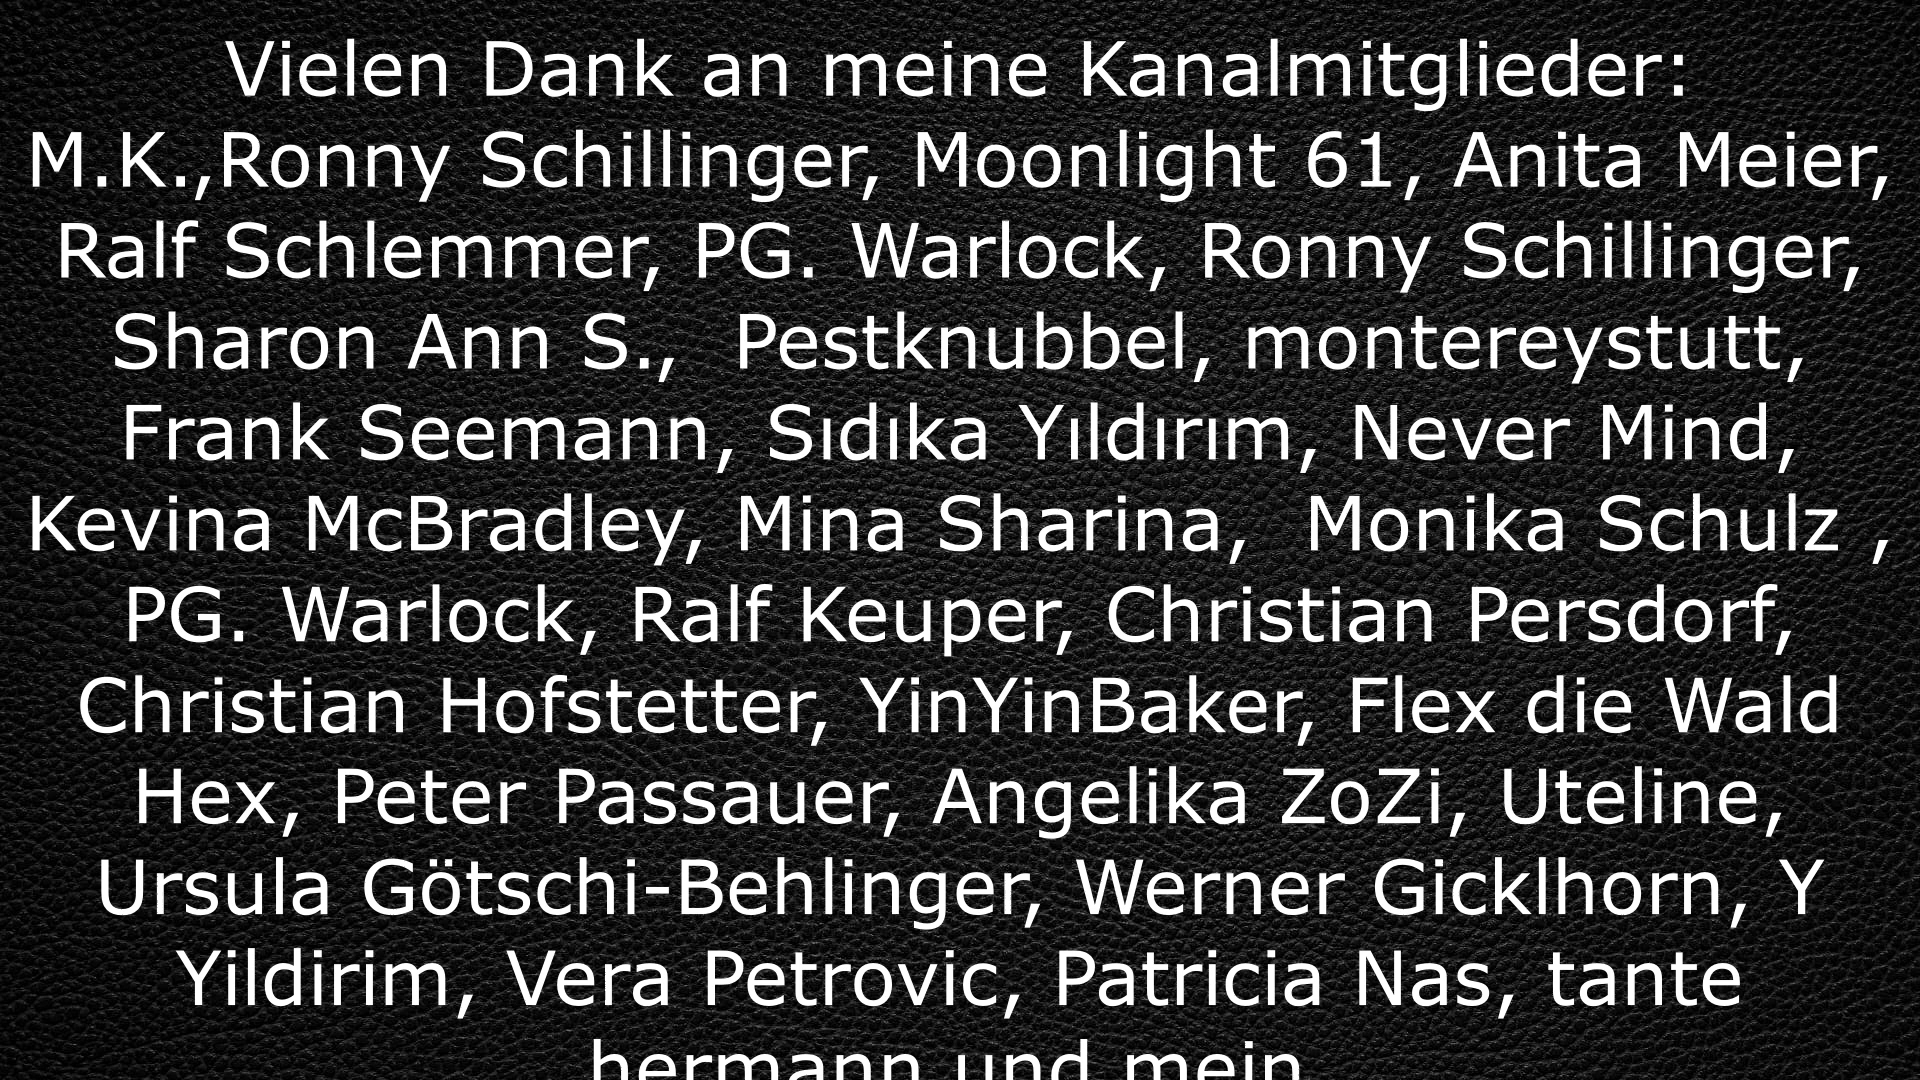 Vielen Dank an meine Kanalmitglieder:
M.K.,Ronny Schillinger, Moonlight 61, Anita Meier,
Ralf Schlemmer, PG. Warlock, Ronny Schillinger,
Sharon Ann S.,  Pestknubbel, montereystutt,
Frank Seemann, Sıdıka Yıldırım, Never Mind,
Kevina McBradley, Mina Sharina,  Monika Schulz ,
PG. Warlock, Ralf Keuper, Christian Persdorf,
Christian Hofstetter, YinYinBaker, Flex die Wald
Hex, Peter Passauer, Angelika ZoZi, Uteline,
Ursula Götschi-Behlinger, Werner Gicklhorn, Y
Yildirim, Vera Petrovic, Patricia Nas, tante
hermann und mein